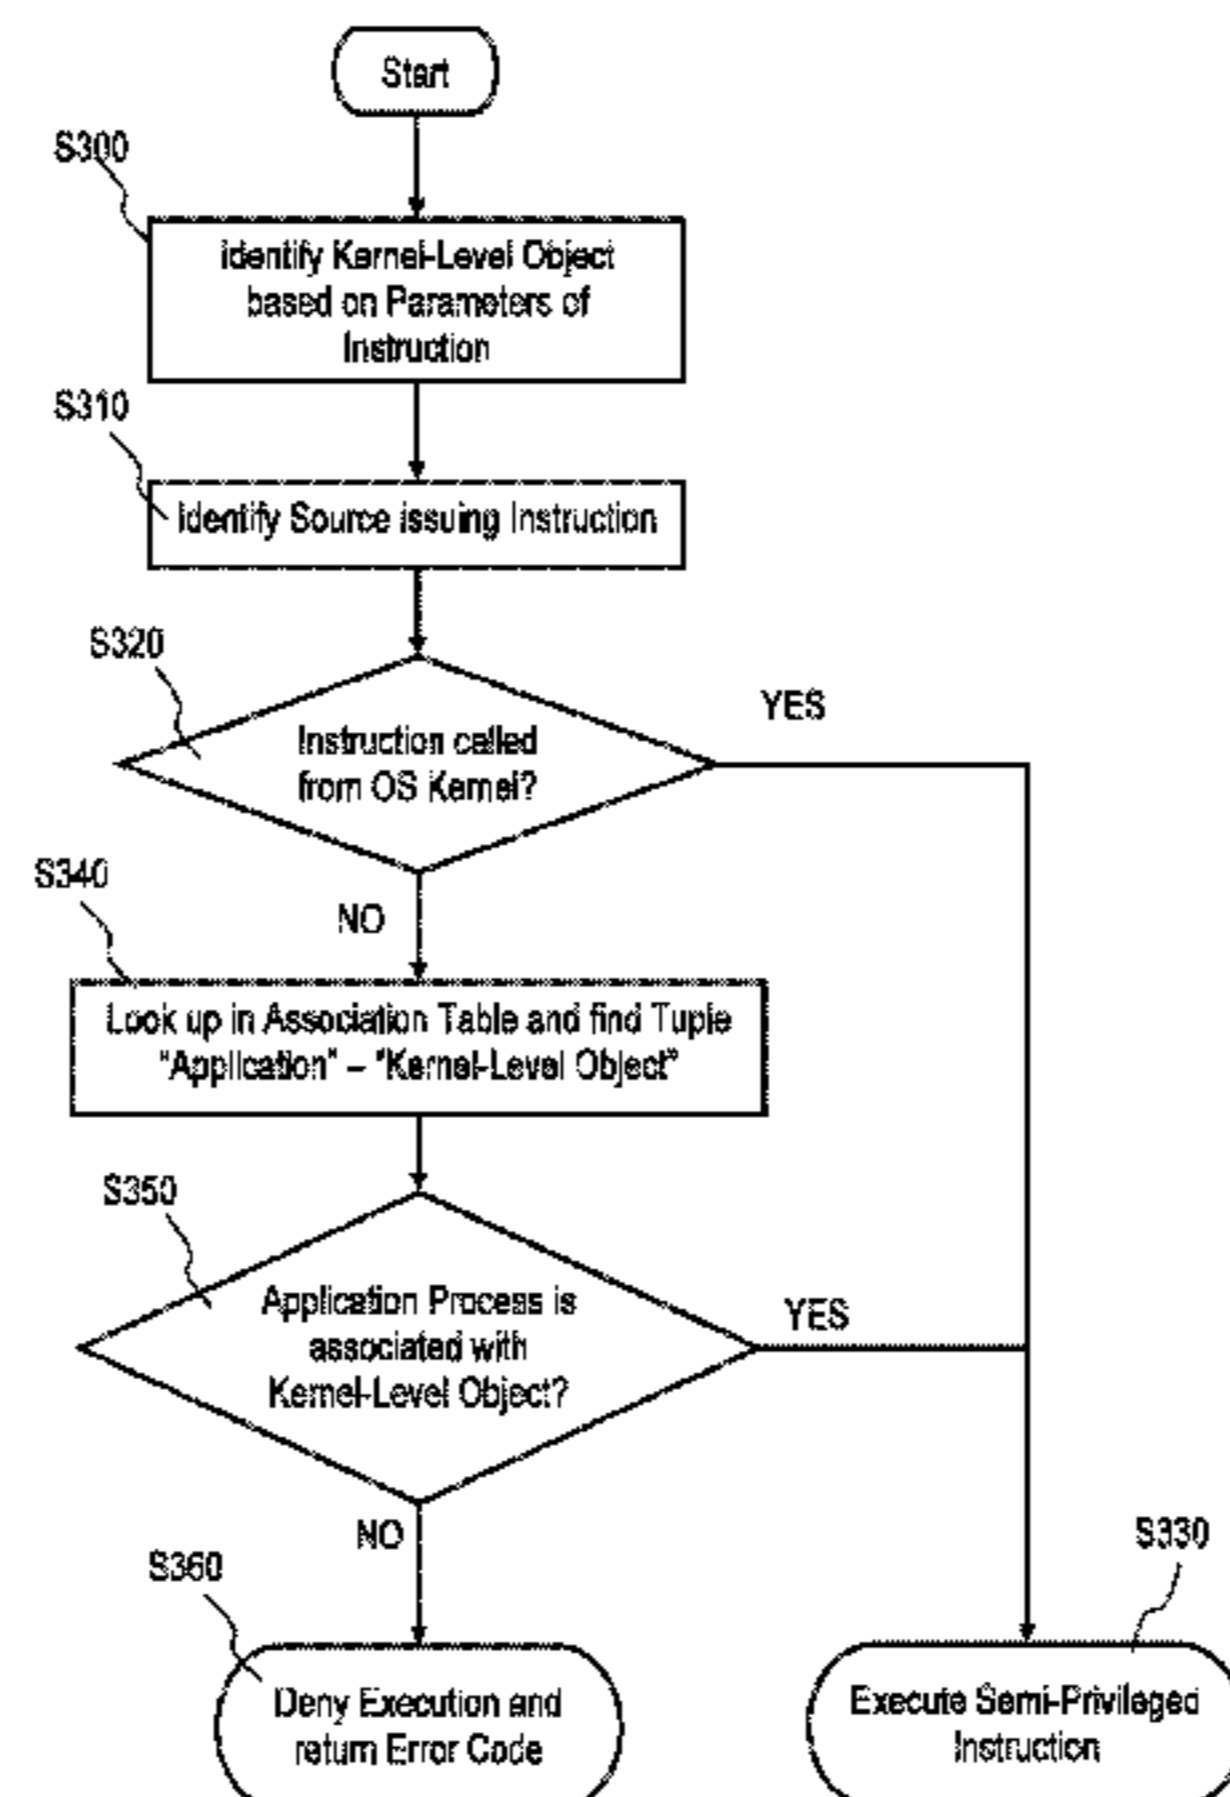 Start
S300
identify Kernel-Level Object
based on Parameters of
Instruction
S310
Identify Source issuing Instruction
S320
YES
Instruction called
from OS Kernel?
S340
NO
Look up in Association Table and find Tuple
"Application" – "Kernel-Level Object"
S350
Application Process is
associated with
Kernel-Level Object?
YES
NO
S330
S360
Deny Execution and
return Error Code
Execute Semi-Privileged
Instruction